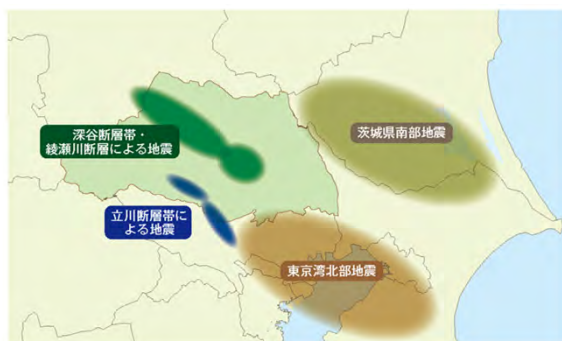 深谷断層帯・
綾瀬川断層による地震
茨城県南部地震
立川断層帯に
よる地震
東京湾北部地震